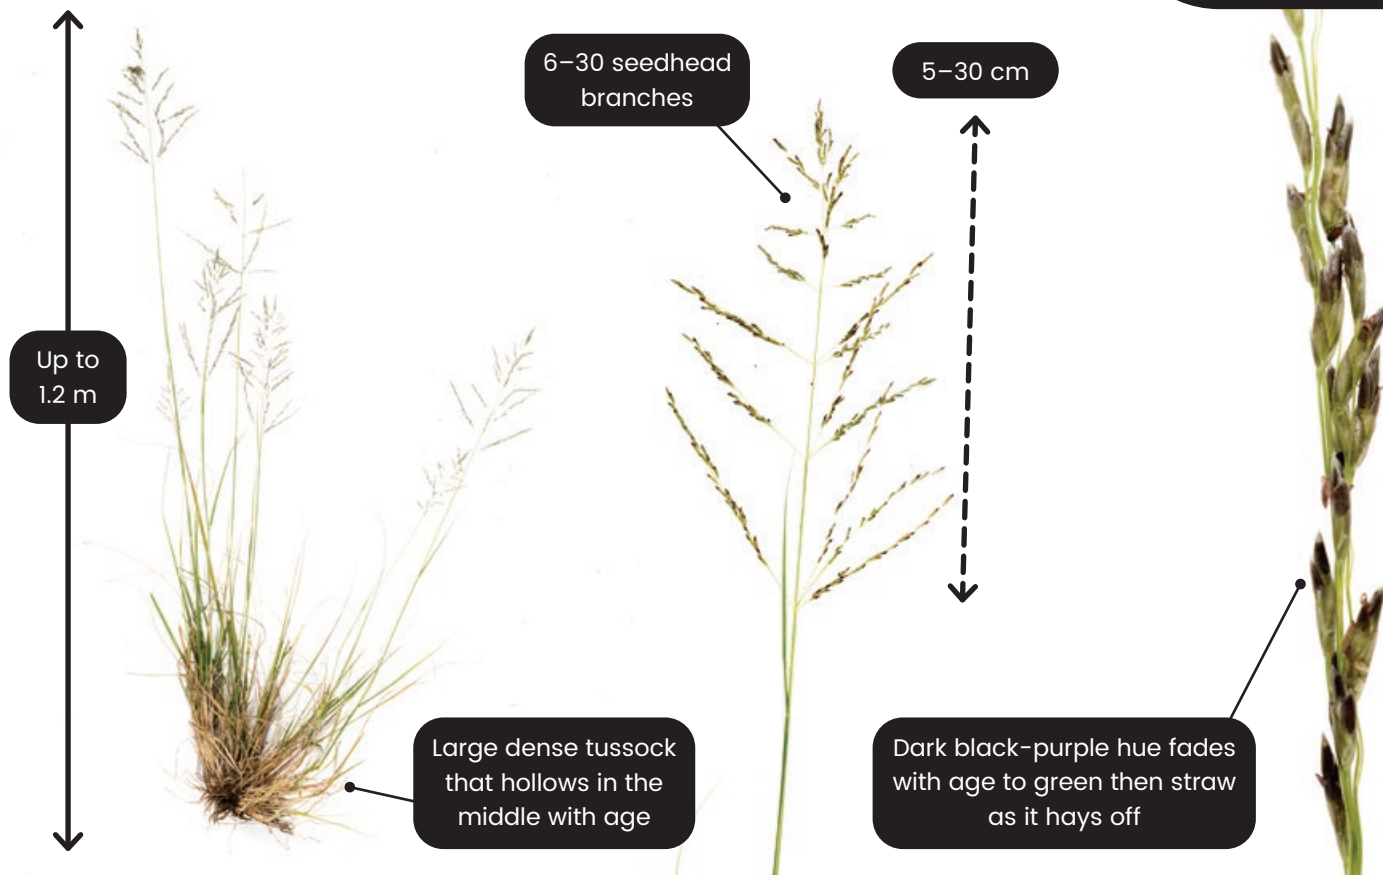 6–30 seedhead
branches
5–30 cm
Up to
1.2 m
Large dense tussock
that hollows in the
middle with age
Dark black-purple hue fades
with age to green then straw
as it hays off